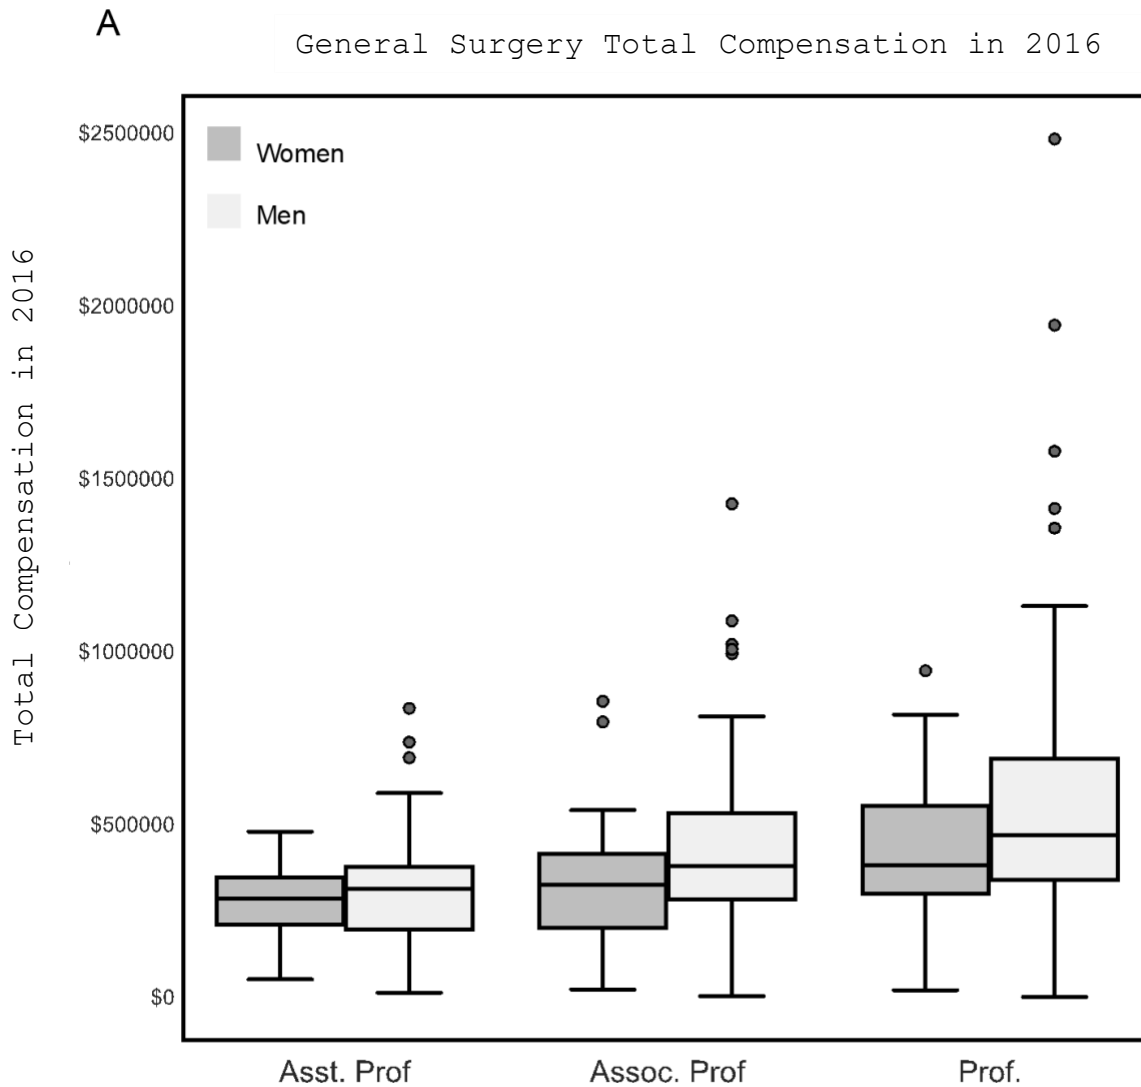 A
General Surgery Total Compensation in 2016
Total Compensation in 2016
$2500000
$2000000
$1500000
$1000000
$500000
$0
Women
Men
Asst. Prof
Assoc. Prof
Prof.